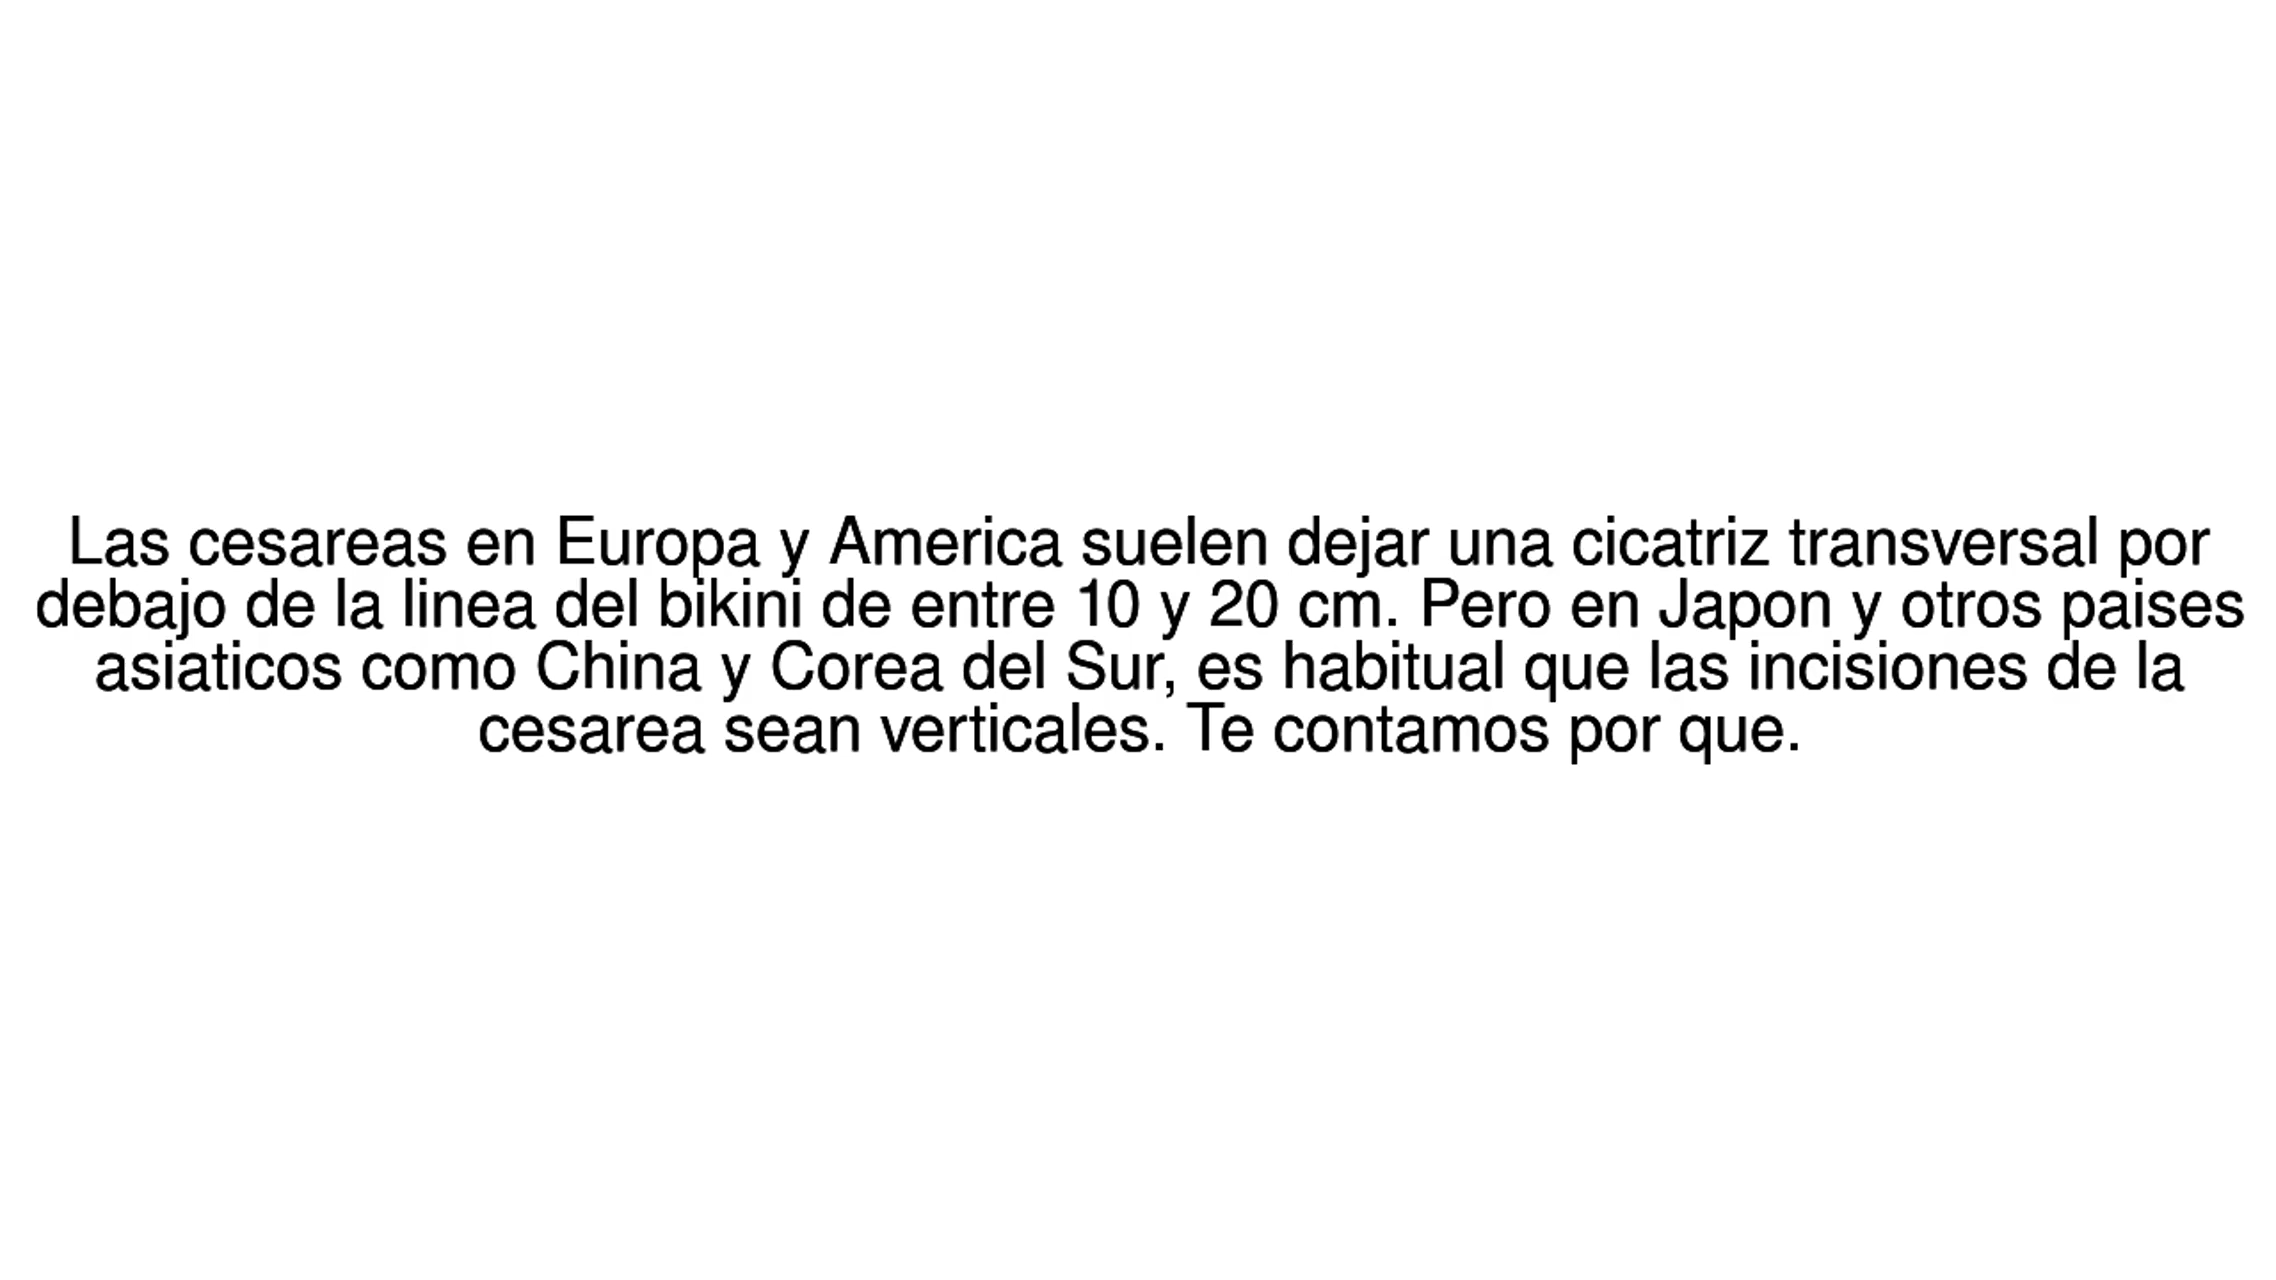 Las cesareas en Europa y America suelen dejar una cicatriz transversal por
debajo de la linea del bikini de entre 10 y 20 cm. Pero en Japon y otros paises
asiaticos como China y Corea del Sur, es habitual que las incisiones de la
cesarea sean verticales. Te contamos por que.